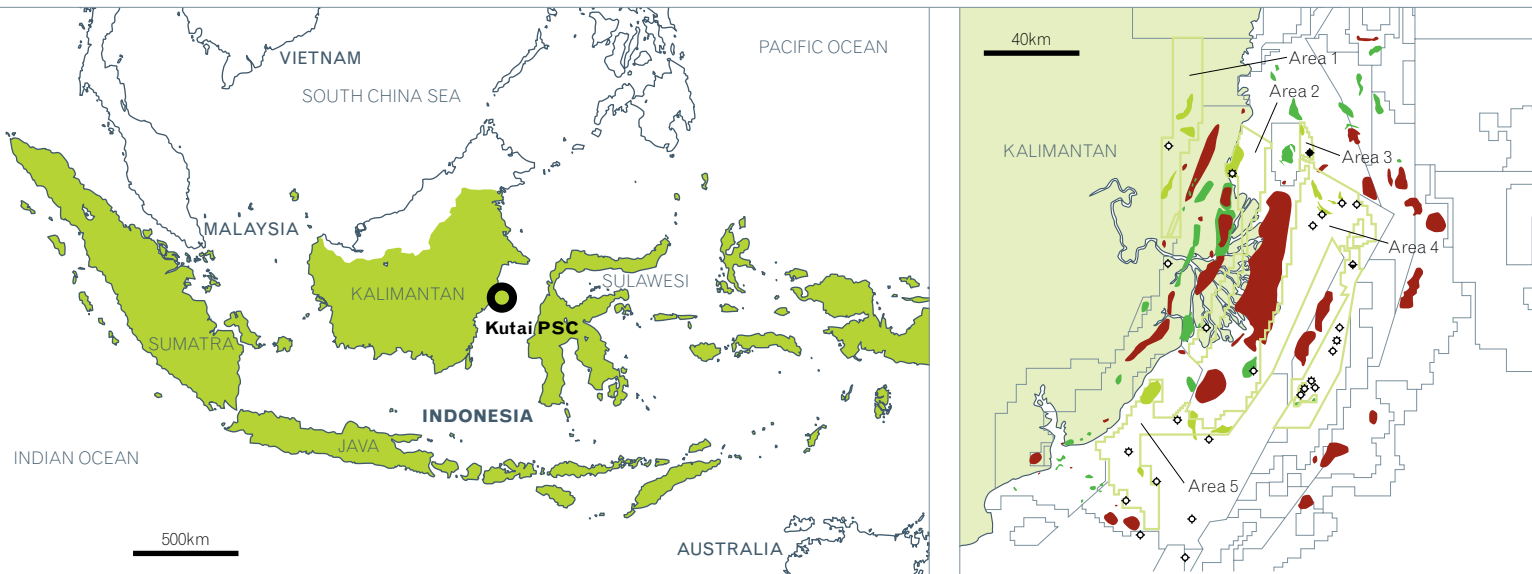 VIETNAM
PACIFIC OCEAN
SOUTH CHINA SEA
MALAYSIA
KALIMANTAN
SULAWESI
Kutai PSC
SUMATRA
INDONESIA
JAVA
INDIAN OCEAN
500km
AUSTRALIA
40km
Area 1
Area 2
KALIMANTAN
Area 3
Area 4
Area 5